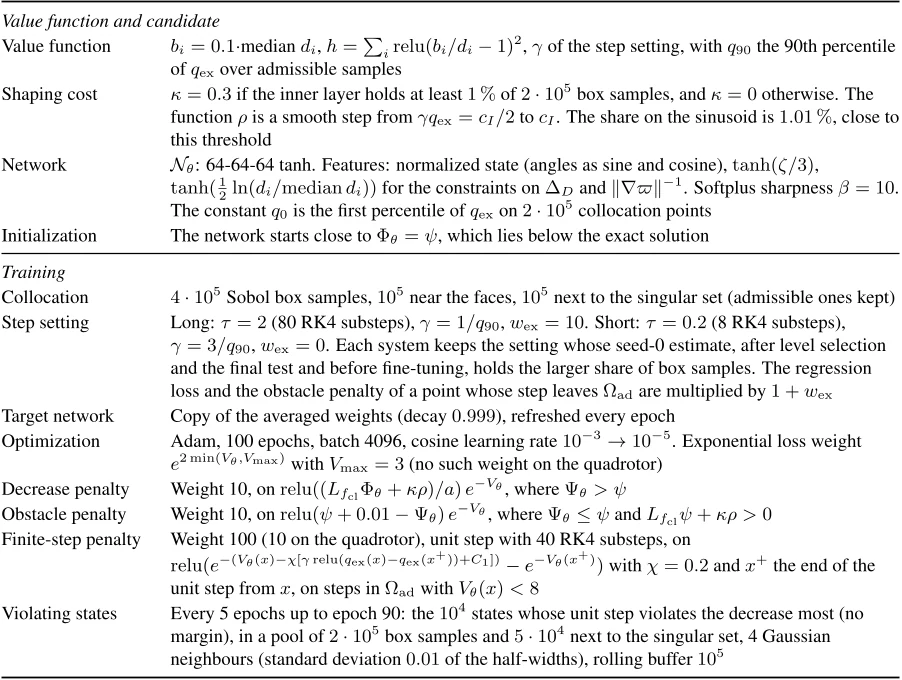 Value function and candidate
Value function b_i = 0.1·median d_i, h = ∑_i relu(b_i/d_i − 1)^2, γ of the step setting, with q_90 the 90th percentile
of q_ex over admissible samples
Shaping cost κ = 0.3 if the inner layer holds at least 1 % of 2 · 10^5 box samples, and κ = 0 otherwise. The
function ρ is a smooth step from γq_ex = c_I/2 to c_I. The share on the sinusoid is 1.01 %, close to
this threshold
Network 𝒩_θ: 64-64-64 tanh. Features: normalized state (angles as sine and cosine), tanh(ζ/3),
tanh(½ ln(d_i/median d_i)) for the constraints on Δ_D and ‖∇ϖ‖^−1. Softplus sharpness β = 10.
The constant q_0 is the first percentile of q_ex on 2 · 10^5 collocation points
Initialization The network starts close to Φ_θ = ψ, which lies below the exact solution
Training
Collocation 4 · 10^5 Sobol box samples, 10^5 near the faces, 10^5 next to the singular set (admissible ones kept)
Step setting Long: τ = 2 (80 RK4 substeps), γ = 1/q_90, w_ex = 10. Short: τ = 0.2 (8 RK4 substeps),
γ = 3/q_90, w_ex = 0. Each system keeps the setting whose seed-0 estimate, after level selection
and the final test and before fine-tuning, holds the larger share of box samples. The regression
loss and the obstacle penalty of a point whose step leaves Ω_ad are multiplied by 1 + w_ex
Target network Copy of the averaged weights (decay 0.999), refreshed every epoch
Optimization Adam, 100 epochs, batch 4096, cosine learning rate 10^−3 → 10^−5. Exponential loss weight
e^{2 min(V_θ,V_max)} with V_max = 3 (no such weight on the quadrotor)
Decrease penalty Weight 10, on relu((L_{f_cl}Φ_θ + κρ)/a) e^{−V_θ}, where Ψ_θ > ψ
Obstacle penalty Weight 10, on relu(ψ + 0.01 − Ψ_θ) e^{−V_θ}, where Ψ_θ ≤ ψ and L_{f_cl}ψ + κρ > 0
Finite-step penalty Weight 100 (10 on the quadrotor), unit step with 40 RK4 substeps, on
relu(e^{−(V_θ(x)−χ[γ relu(q_ex(x)−q_ex(x^+))+C_1])} − e^{−V_θ(x^+)}) with χ = 0.2 and x^+ the end of the
unit step from x, on steps in Ω_ad with V_θ(x) < 8
Violating states Every 5 epochs up to epoch 90: the 10^4 states whose unit step violates the decrease most (no
margin), in a pool of 2 · 10^5 box samples and 5 · 10^4 next to the singular set, 4 Gaussian
neighbours (standard deviation 0.01 of the half-widths), rolling buffer 10^5